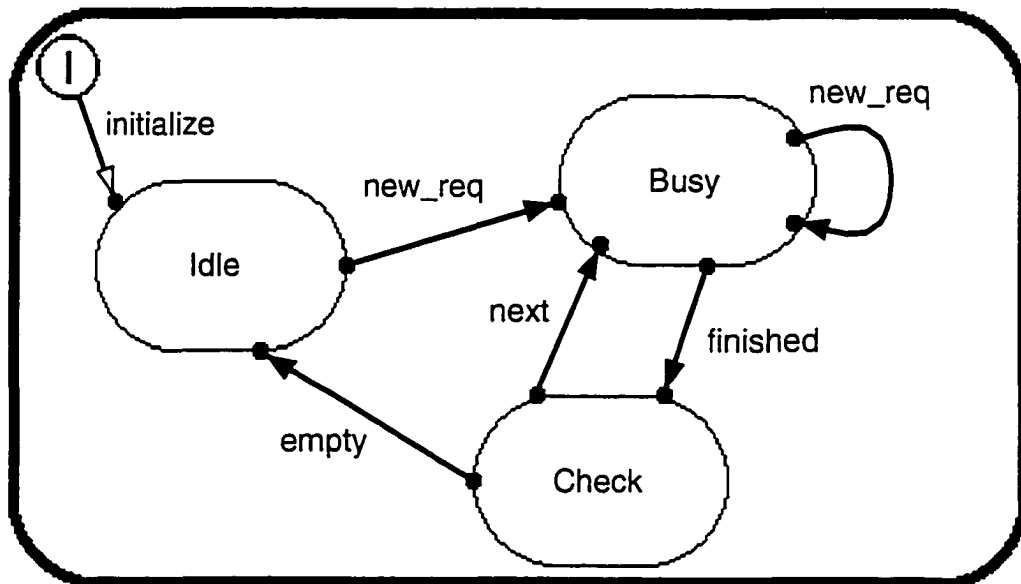 I
initialize
new_req
new_req
Busy
Idle
next
finished
empty
Check